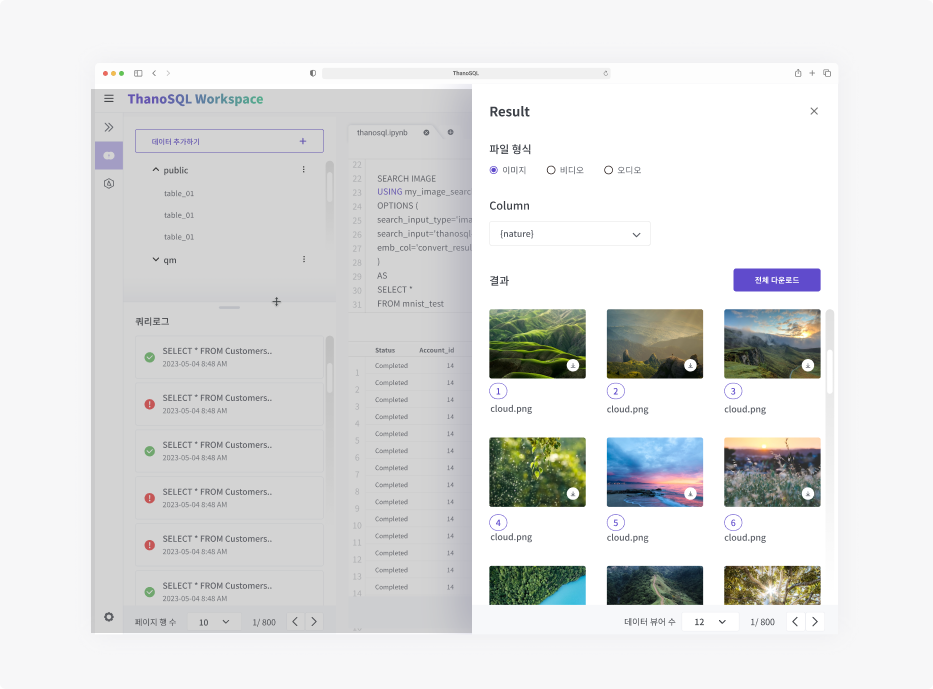 ThanoSQL
ThanoSQL Workspace
데이터 추가하기 +
public
table_01
table_01
table_01
qm
쿼리로그
SELECT * FROM Customers..
2023-05-04 8:48 AM
SELECT * FROM Customers..
2023-05-04 8:48 AM
SELECT * FROM Customers..
2023-05-04 8:48 AM
SELECT * FROM Customers..
2023-05-04 8:48 AM
SELECT * FROM Customers..
2023-05-04 8:48 AM
SELECT * FROM Customers..
2023-05-04 8:48 AM
페이지 행 수 10 1/ 800
thanosql.ipynb
22
23 SEARCH IMAGE
24 USING my_image_searc
25 OPTIONS (
26 search_input_type='ima
27 search_input='thanosql
28 emb_col='convert_resul
29 )
30 AS
31 SELECT *
FROM mnist_test
Status Account_id
1 Completed 14
2 Completed 14
3 Completed 14
4 Completed 14
5 Completed 14
6 Completed 14
7 Completed 14
8 Completed 14
9 Completed 14
10 Completed 14
11 Completed 14
12 Completed 14
13 Completed 14
14 Completed 14
Result
파일 형식
이미지 비디오 오디오
Column
{nature}
결과
전체 다운로드
1
cloud.png
2
cloud.png
3
cloud.png
4
cloud.png
5
cloud.png
6
cloud.png
데이터 뷰어 수 12 1/ 800